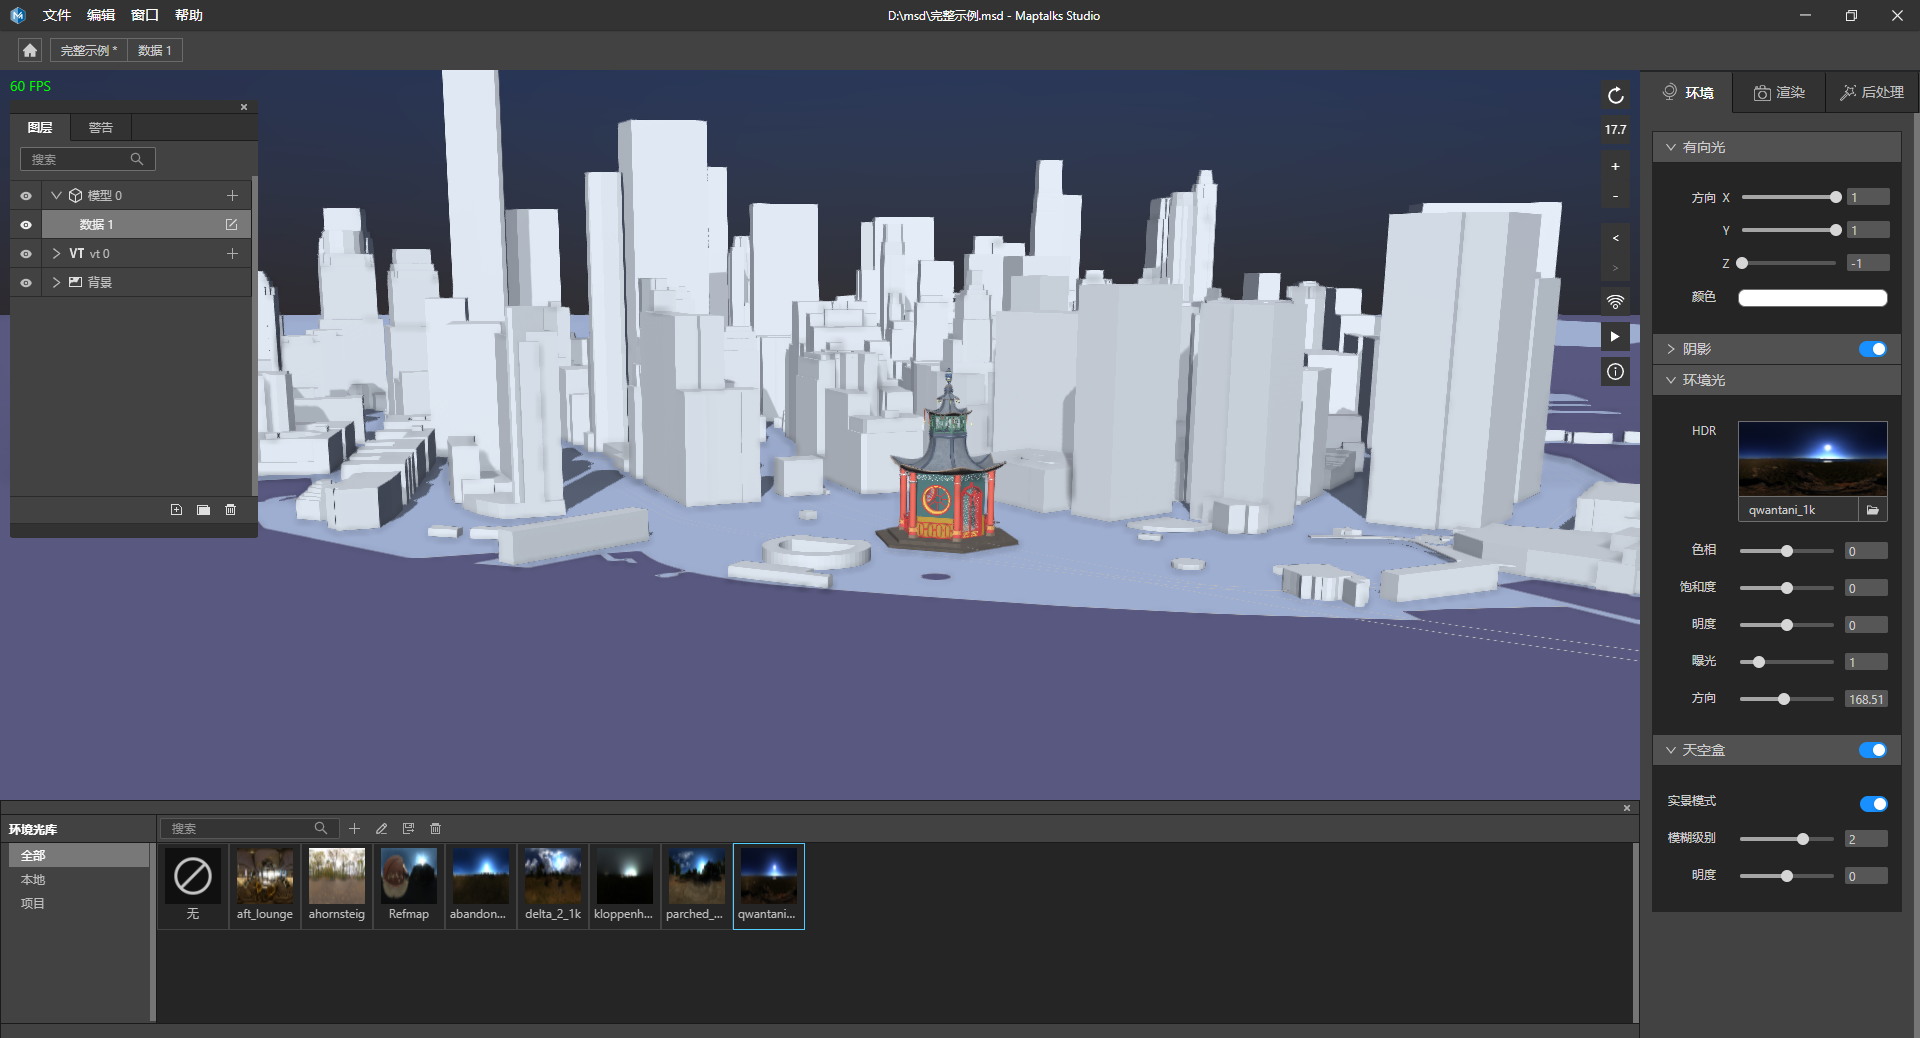 文件 编辑 窗口 帮助
D:\msd\完整示例.msd - Maptalks Studio
完整示例 * 数据 1
60 FPS
图层 警告
搜索
模型 0
数据 1
VT vt 0
背景
17.7
+
-
<
>
环境 渲染 后处理
有向光
方向 X 1
Y 1
Z -1
颜色
阴影
环境光
HDR
qwantani_1k
色相 0
饱和度 0
明度 0
曝光 1
方向 168.51
天空盒
实景模式
模糊级别 2
明度 0
环境光库
搜索
全部
本地
项目
无 aft_lounge ahornsteig Refmap abandon... delta_2_1k kloppenh... parched_... qwantani...